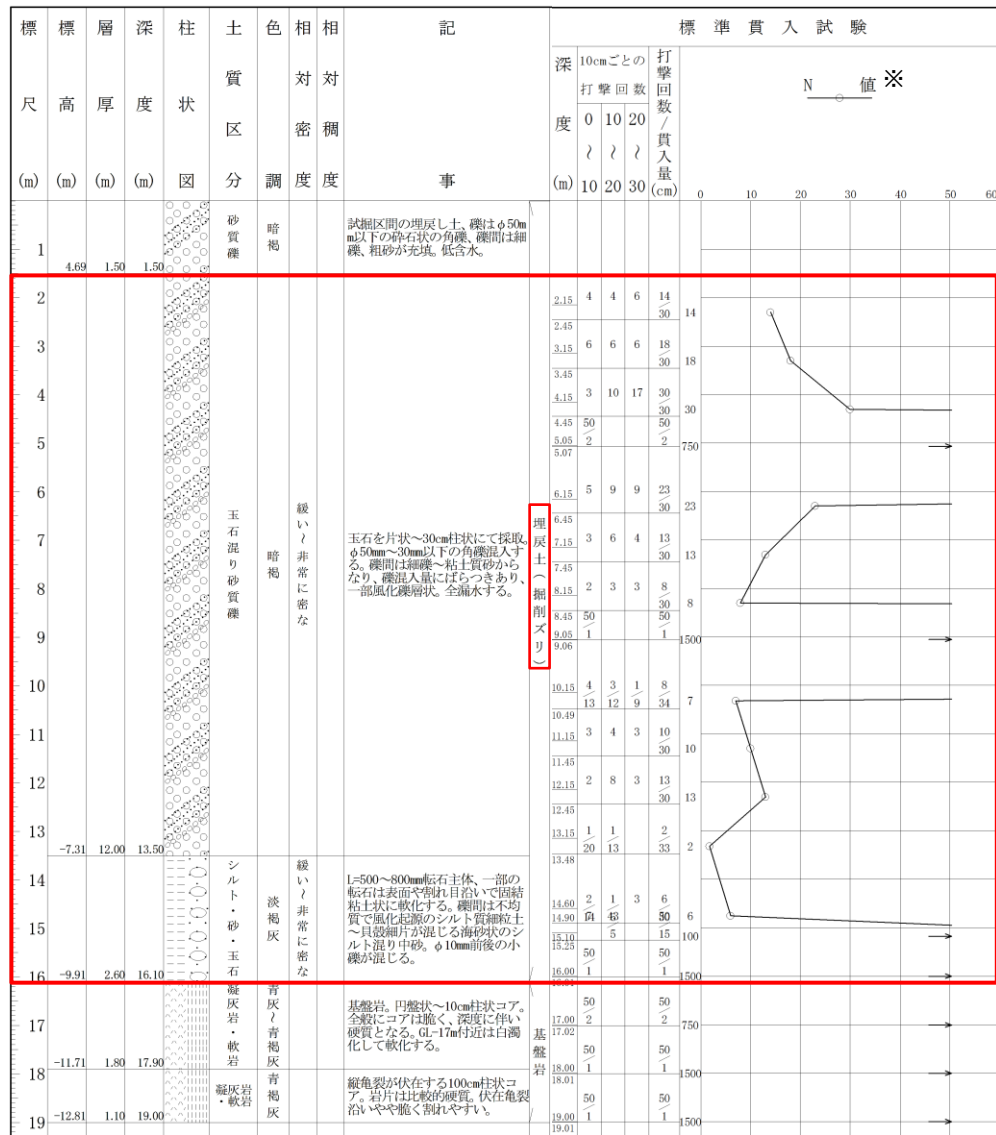 標尺(m)
標高(m)
層厚(m)
深度(m)
柱状図
土質区分
色調
相対密度
相対稠度
記事
標準貫入試験
深度(m)
10cmごとの打撃回数
0～10
10～20
20～30
打撃回数/貫入量(cm)
N 値 ※
0 10 20 30 40 50 60
1
4.69 1.50 1.50
砂質礫
暗褐
試掘区間の埋戻し土、礫はφ50m
m以下の砕石状の角礫、礫間は細
礫、粗砂が充填。低含水。
2
3
4
5
6
7
8
9
10
11
12
13
-7.31 12.00 13.50
玉石混り砂質礫
暗褐
緩い～非常に密な
玉石を片状～30cm柱状にて採取。
φ50mm～30mm以下の角礫混入す
る。礫間は細礫～粘土質砂から
なり、礫混入量にばらつきあり、
一部風化礫層状。全漏水する。
埋戻土（掘削ズリ）
2.15 4 4 6 14/30 14
2.45
3.15 6 6 6 18/30 18
3.45
4.15 3 10 17 30/30 30
4.45
5.05 50/2 50/2 750
5.07
6.15 5 9 9 23/30 23
6.45
7.15 3 6 4 13/30 13
7.45
8.15 2 3 3 8/30 8
8.45
9.05 50/1 50/1 1500
9.06
10.15 4/13 3/12 1/9 8/34 7
10.49
11.15 3 4 3 10/30 10
11.45
12.15 2 8 3 13/30 13
12.45
13.15 1/20 1/13 2/33 2
13.48
14
15
16
-9.91 2.60 16.10
シルト・砂・玉石
淡褐灰
緩い～非常に密な
L=500～800mm転石主体、一部の
転石は表面や割れ目沿いで固結
粘土状に軟化する。礫間は不均
質で風化起源のシルト質細粒土
～貝殻細片が混じる海砂状のシ
ルト混り中砂。φ10mm前後の小
礫が混じる。
14.60 2 1 3 6 6
14.90
15.10 5 50/15 100
15.25
16.00 50/1 50/1 1500
17
-11.71 1.80 17.90
凝灰岩・軟岩
青灰～青褐灰
基盤岩。円盤状～10cm柱状コア。
全般にコアは脆く、深度に伴い
硬質となる。GL-17m付近は白濁
化して軟化する。
基盤岩
17.00 50/2 50/2 750
17.02
18.00 50/1 50/1 1500
18.01
18
19
-12.81 1.10 19.00
凝灰岩・軟岩
青褐灰
縦亀裂が伏在する100cm柱状コ
ア。岩片は比較的硬質。伏在亀裂
沿いやや脆く割れやすい。
19.00 50/1 50/1 1500
19.01